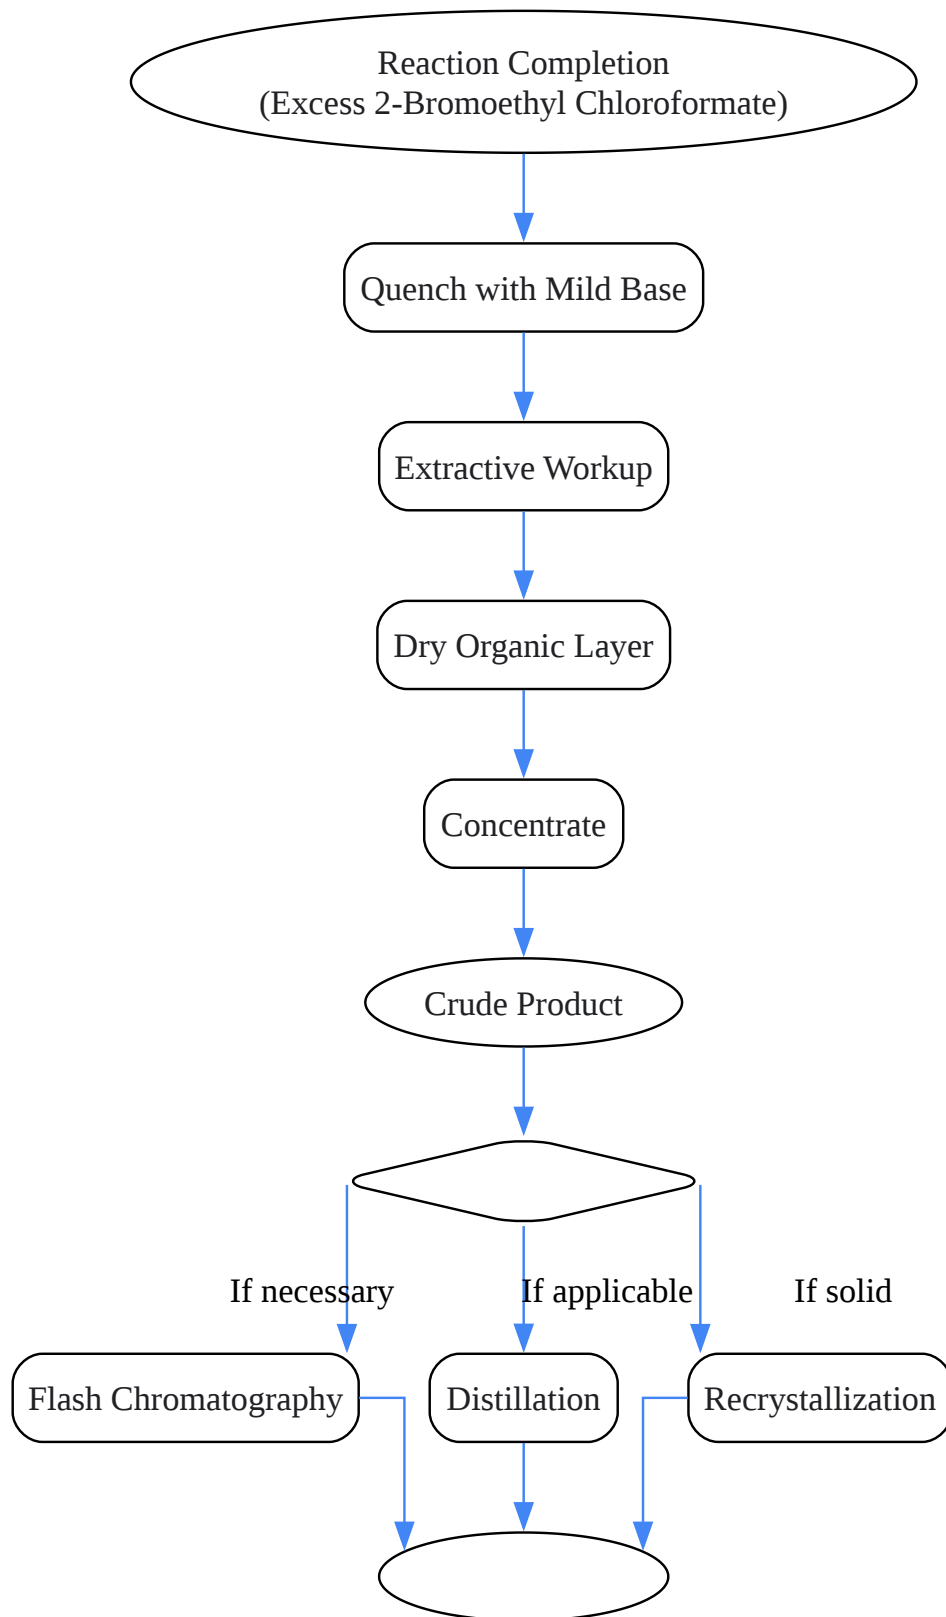 Reaction Completion
(Excess 2-Bromoethyl Chloroformate)
Quench with Mild Base
Extractive Workup
Dry Organic Layer
Concentrate
Crude Product
If necessary
If applicable
If solid
Flash Chromatography
Distillation
Recrystallization